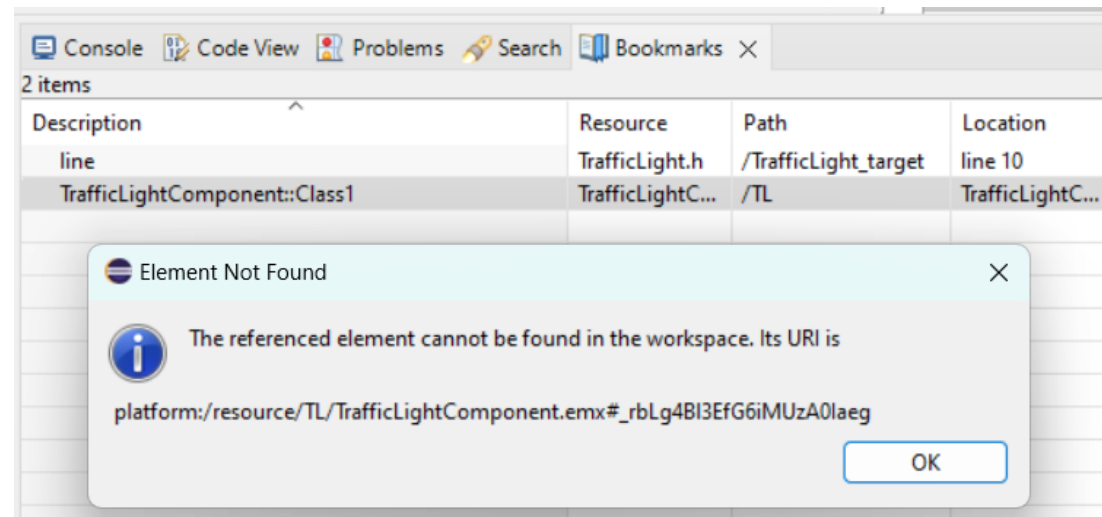 Console Code View Problems Search Bookmarks
2 items
Description Resource Path Location
line TrafficLight.h /TrafficLight_target line 10
TrafficLightComponent::Class1 TrafficLightC... /TL TrafficLightC...
Element Not Found
The referenced element cannot be found in the workspace. Its URI is
platform:/resource/TL/TrafficLightComponent.emx#_rbLg4BI3EfG6iMUzA0Iaeg
OK